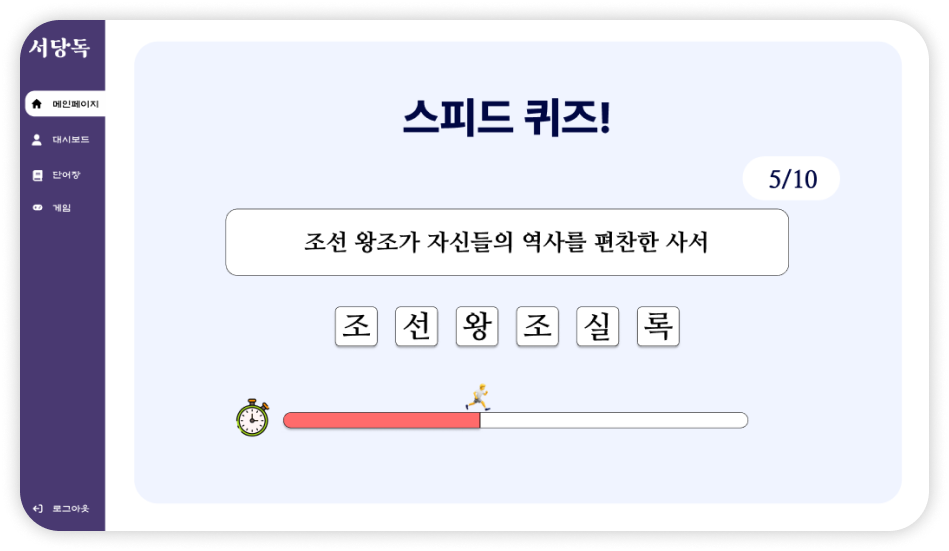 서당독
메인페이지
대시보드
단어장
게임
로그아웃
스피드 퀴즈!
5/10
조선 왕조가 자신들의 역사를 편찬한 사서
조 선 왕 조 실 록